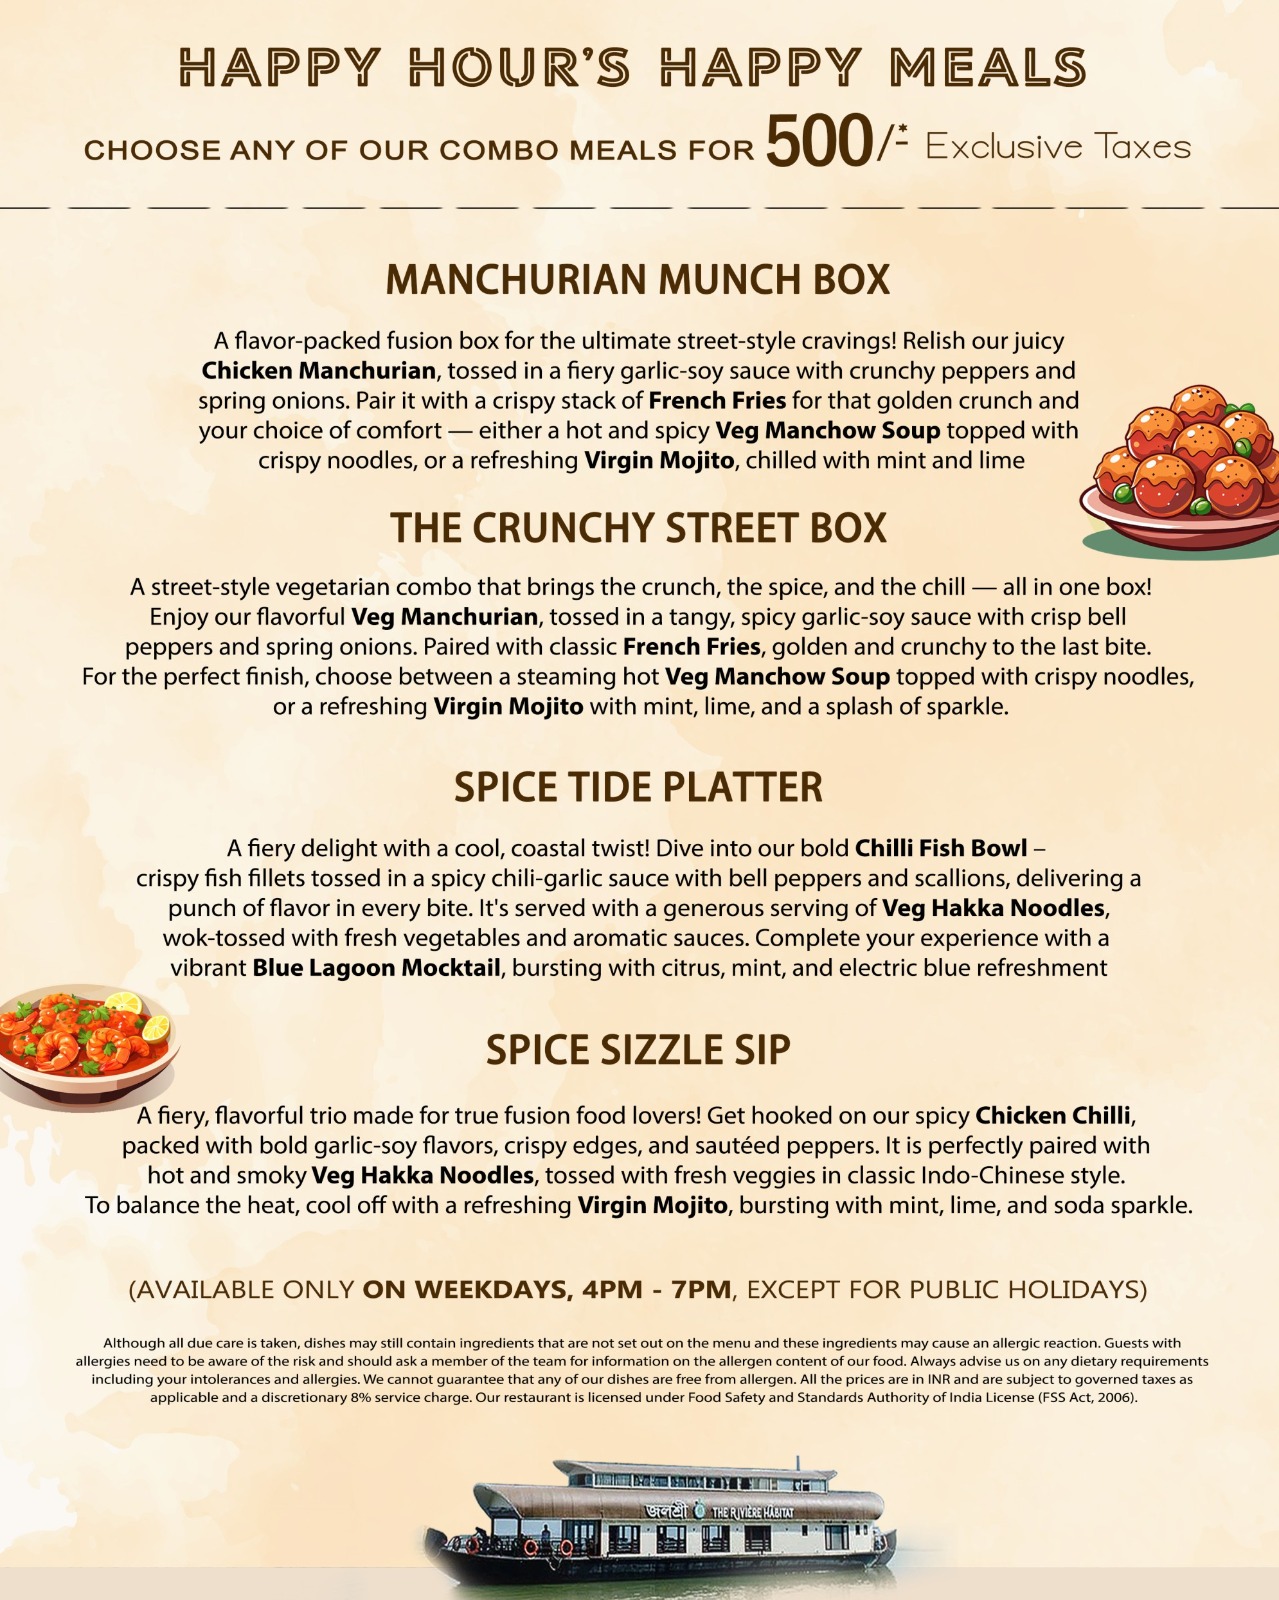 HAPPY HOUR'S HAPPY MEALS
CHOOSE ANY OF OUR COMBO MEALS FOR 500/-* Exclusive Taxes
MANCHURIAN MUNCH BOX
A flavor-packed fusion box for the ultimate street-style cravings! Relish our juicy
Chicken Manchurian, tossed in a fiery garlic-soy sauce with crunchy peppers and
spring onions. Pair it with a crispy stack of French Fries for that golden crunch and
your choice of comfort — either a hot and spicy Veg Manchow Soup topped with
crispy noodles, or a refreshing Virgin Mojito, chilled with mint and lime
THE CRUNCHY STREET BOX
A street-style vegetarian combo that brings the crunch, the spice, and the chill — all in one box!
Enjoy our flavorful Veg Manchurian, tossed in a tangy, spicy garlic-soy sauce with crisp bell
peppers and spring onions. Paired with classic French Fries, golden and crunchy to the last bite.
For the perfect finish, choose between a steaming hot Veg Manchow Soup topped with crispy noodles,
or a refreshing Virgin Mojito with mint, lime, and a splash of sparkle.
SPICE TIDE PLATTER
A fiery delight with a cool, coastal twist! Dive into our bold Chilli Fish Bowl –
crispy fish fillets tossed in a spicy chili-garlic sauce with bell peppers and scallions, delivering a
punch of flavor in every bite. It's served with a generous serving of Veg Hakka Noodles,
wok-tossed with fresh vegetables and aromatic sauces. Complete your experience with a
vibrant Blue Lagoon Mocktail, bursting with citrus, mint, and electric blue refreshment
SPICE SIZZLE SIP
A fiery, flavorful trio made for true fusion food lovers! Get hooked on our spicy Chicken Chilli,
packed with bold garlic-soy flavors, crispy edges, and sautéed peppers. It is perfectly paired with
hot and smoky Veg Hakka Noodles, tossed with fresh veggies in classic Indo-Chinese style.
To balance the heat, cool off with a refreshing Virgin Mojito, bursting with mint, lime, and soda sparkle.
(AVAILABLE ONLY ON WEEKDAYS, 4PM - 7PM, EXCEPT FOR PUBLIC HOLIDAYS)
Although all due care is taken, dishes may still contain ingredients that are not set out on the menu and these ingredients may cause an allergic reaction. Guests with
allergies need to be aware of the risk and should ask a member of the team for information on the allergen content of our food. Always advise us on any dietary requirements
including your intolerances and allergies. We cannot guarantee that any of our dishes are free from allergen. All the prices are in INR and are subject to governed taxes as
applicable and a discretionary 8% service charge. Our restaurant is licensed under Food Safety and Standards Authority of India License (FSS Act, 2006).
জলশ্রী THE RIVIÈRE HABITAT